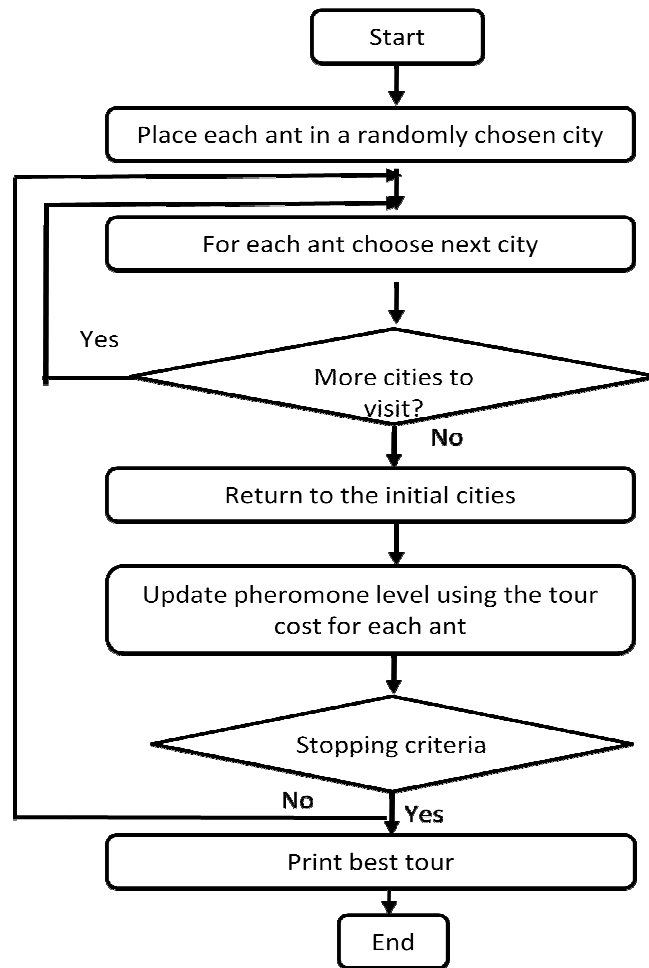 Start
Place each ant in a randomly chosen city
For each ant choose next city
Yes
More cities to
visit?
No
Return to the initial cities
Update pheromone level using the tour
cost for each ant
Stopping criteria
No
Yes
Print best tour
End